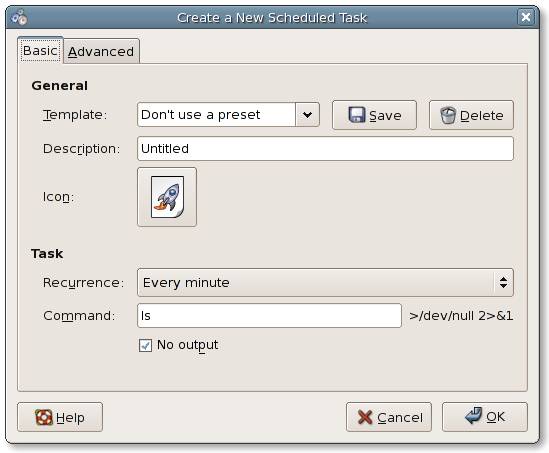 Create a New Scheduled Task
Basic Advanced
General
Template: Don't use a preset Save Delete
Description: Untitled
Icon:
Task
Recurrence: Every minute
Command: ls >/dev/null 2>&1
No output
Help Cancel OK